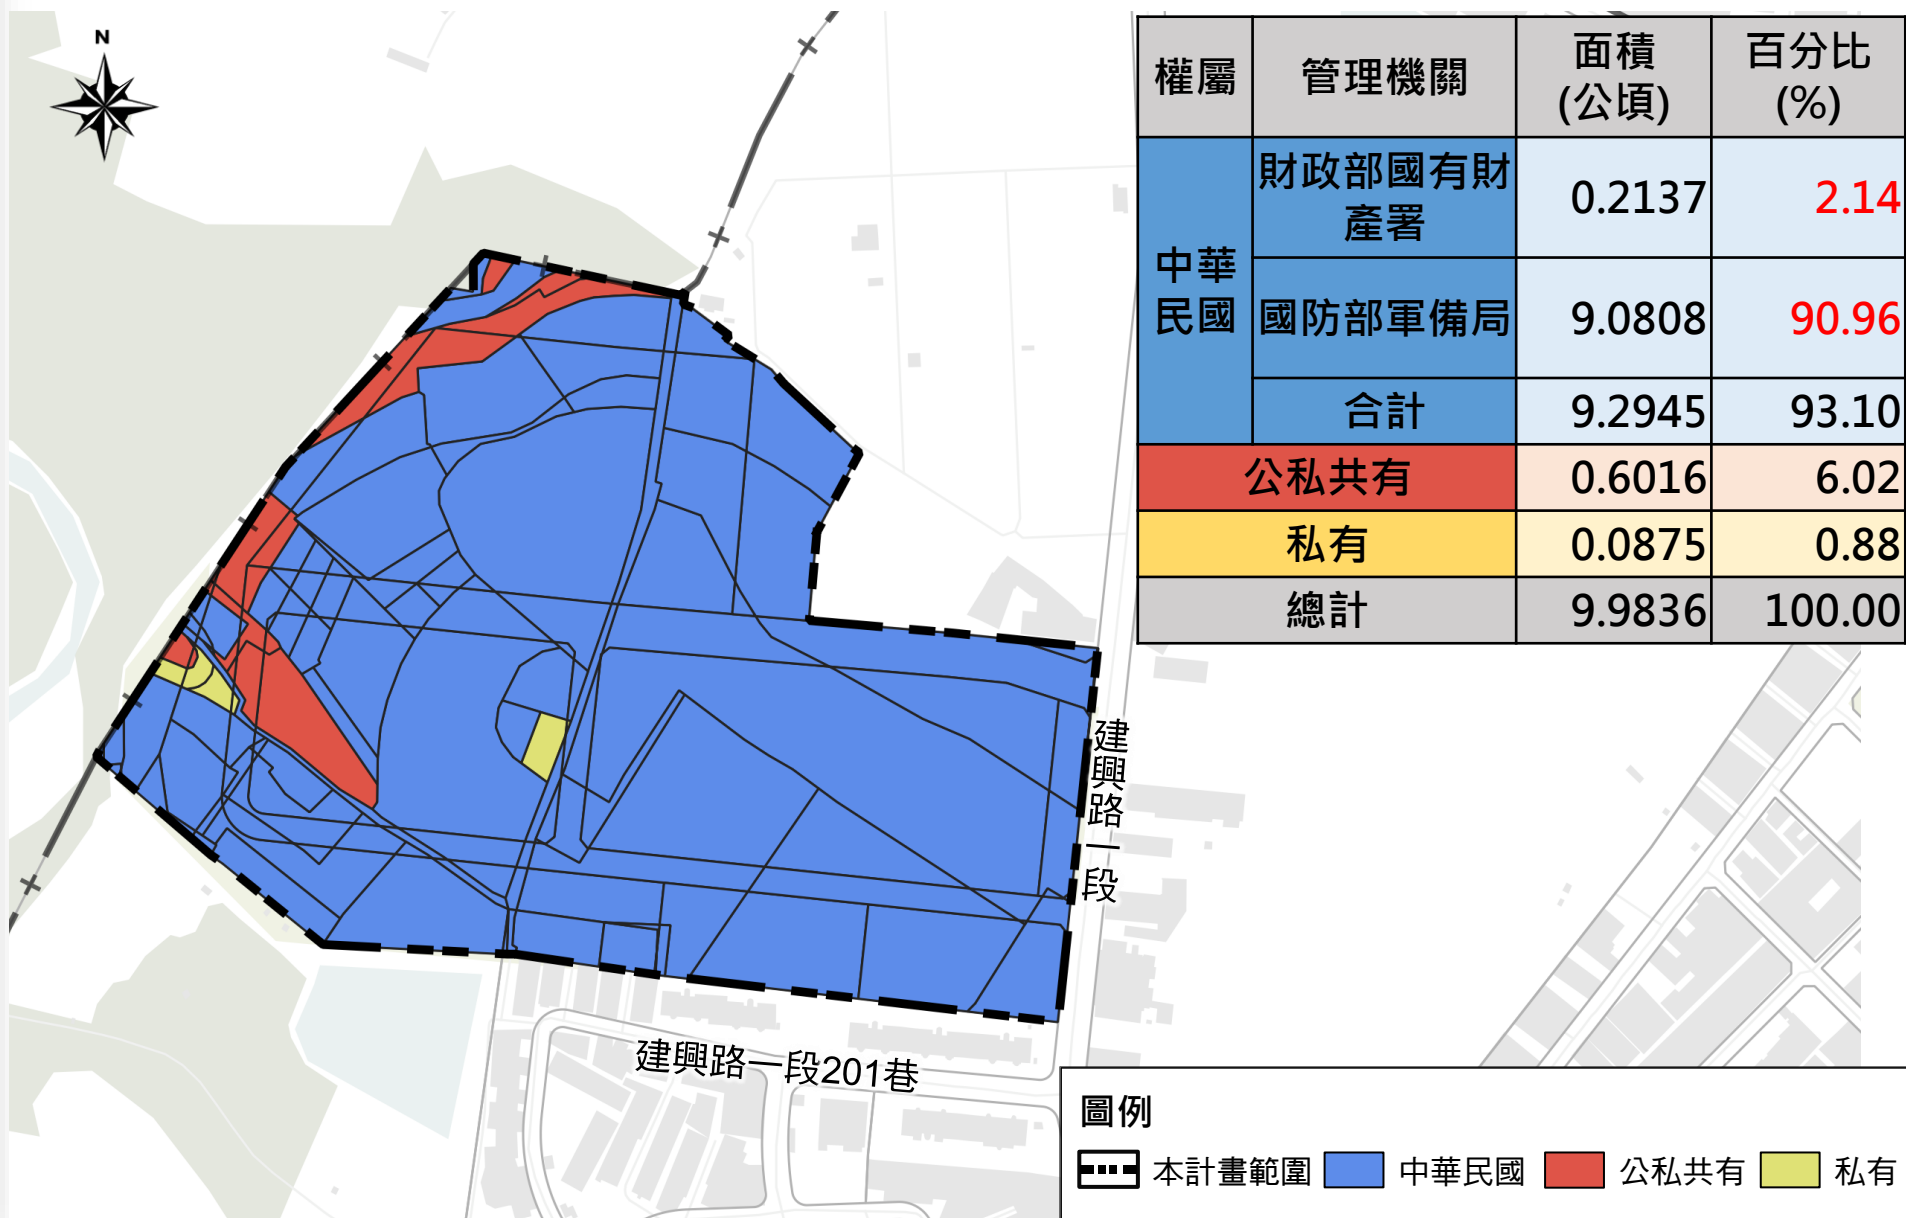 N
權屬 管理機關 面積(公頃) 百分比(%)
中華民國 財政部國有財產署 0.2137 2.14
國防部軍備局 9.0808 90.96
合計 9.2945 93.10
公私共有 0.6016 6.02
私有 0.0875 0.88
總計 9.9836 100.00
建興路一段
建興路一段201巷
圖例
本計畫範圍 中華民國 公私共有 私有